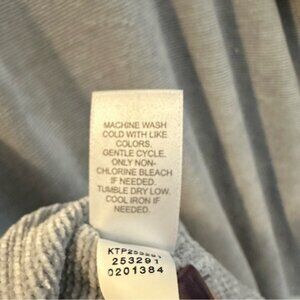 MACHINE WASH
COLD WITH LIKE
COLORS,
GENTLE CYCLE.
ONLY NON-
CHLORINE BLEACH
IF NEEDED.
TUMBLE DRY LOW.
COOL IRON IF
NEEDED.
KTP253291
253291
0201384